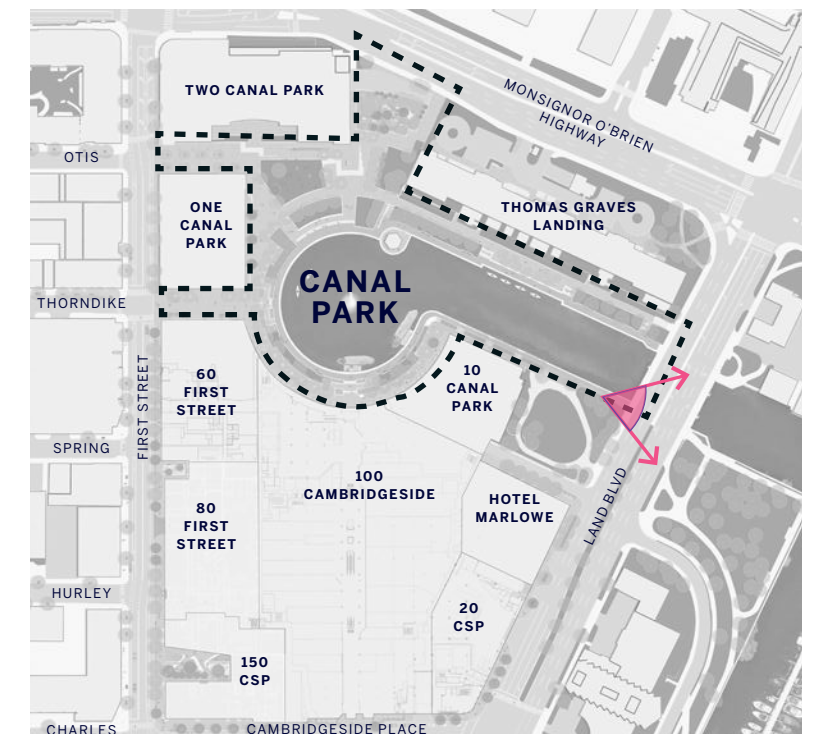 TWO CANAL PARK
MONSIGNOR O'BRIEN
HIGHWAY
OTIS
ONE
CANAL
PARK
THOMAS GRAVES
LANDING
CANAL
PARK
THORNDIKE
FIRST STREET
60
FIRST
STREET
10
CANAL
PARK
SPRING
100
CAMBRIDGESIDE
80
FIRST
STREET
HOTEL
MARLOWE
LAND BLVD
HURLEY
20
CSP
150
CSP
CHARLES
CAMBRIDGESIDE PLACE